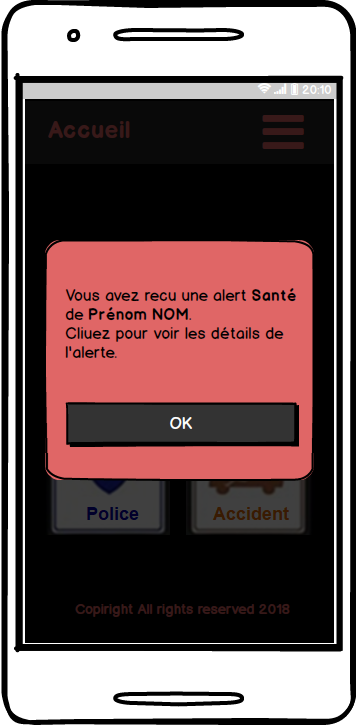 20:10
Accueil
Vous avez recu une alert Santé
de Prénom NOM.
Cliuez pour voir les détails de
l'alerte.
OK
Police
Accident
Copiright All rights reserved 2018